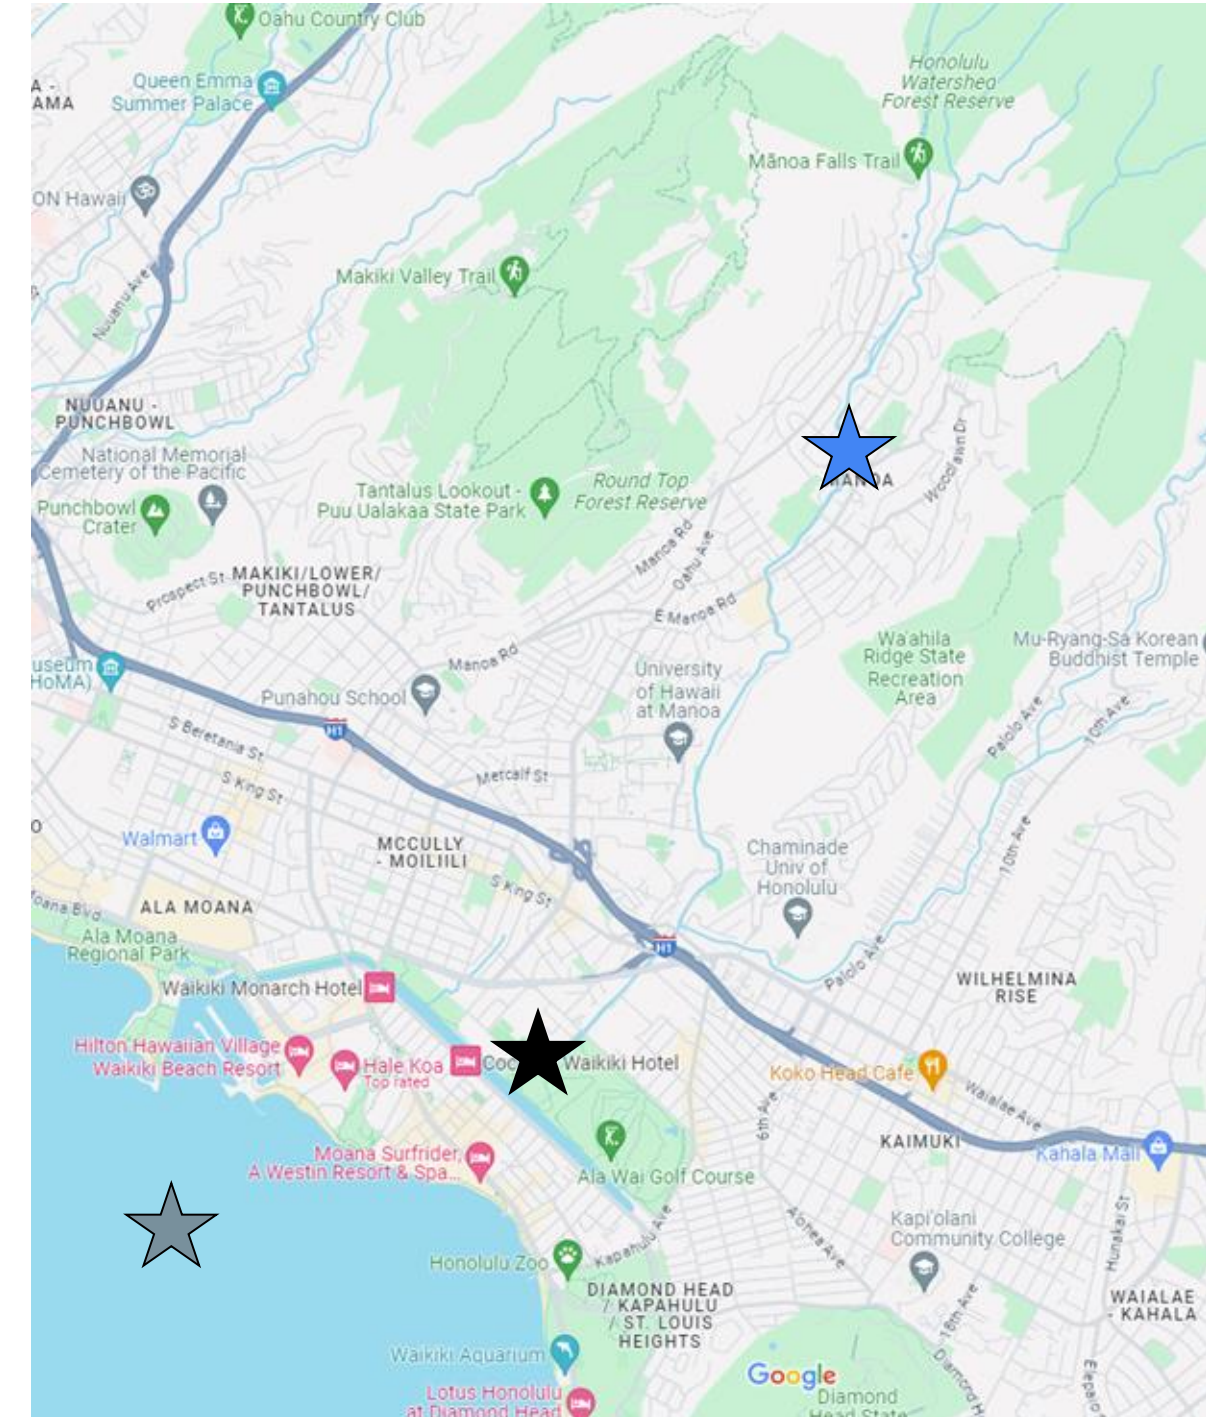 Oahu Country Club
Honolulu
Watershed
Forest Reserve
Queen Emma
Summer Palace
A -
AMA
Mānoa Falls Trail
ON Hawaii
Makiki Valley Trail
Nuuanu Ave
NUUANU -
PUNCHBOWL
National Memorial
Cemetery of the Pacific
Woodlawn Dr
MANOA
Round Top
Forest Reserve
Tantalus Lookout -
Puu Ualakaa State Park
Punchbowl
Crater
Manoa Rd
Oahu Ave
Prospect St
MAKIKI/LOWER/
PUNCHBOWL/
TANTALUS
E Manoa Rd
Wa'ahila
Ridge State
Recreation
Area
Mu-Ryang-Sa Korean
Buddhist Temple
useum
HoMA)
Manoa Rd
University
of Hawaii
at Manoa
Punahou School
Palolo Ave
10th Ave
H1
S Beretania St
Metcalf St
S King St
O
Walmart
MCCULLY
- MOILIILI
Chaminade
Univ of
Honolulu
10th Ave
S King St
Moana Blvd
ALA MOANA
Ala Moana
Regional Park
H1
Palolo Ave
Waikiki Monarch Hotel
WILHELMINA
RISE
Hilton Hawaiian Village
Waikiki Beach Resort
Hale Koa
Top rated
Coc Waikiki Hotel
Koko Head Cafe
Waialae Ave
6th Ave
KAIMUKI
Kahala Mall
Moana Surfrider,
A Westin Resort & Spa...
Ala Wai Golf Course
Alohea Ave
Kapi'olani
Community College
Hunakai St
Kapahulu Ave
Honolulu Zoo
DIAMOND HEAD
/ KAPAHULU
/ ST. LOUIS
HEIGHTS
18th Ave
WAIALAE
- KAHALA
Waikiki Aquarium
Google
Diamond H
Elepaio
Lotus Honolulu
at Diamond Head
Diamond
Head State